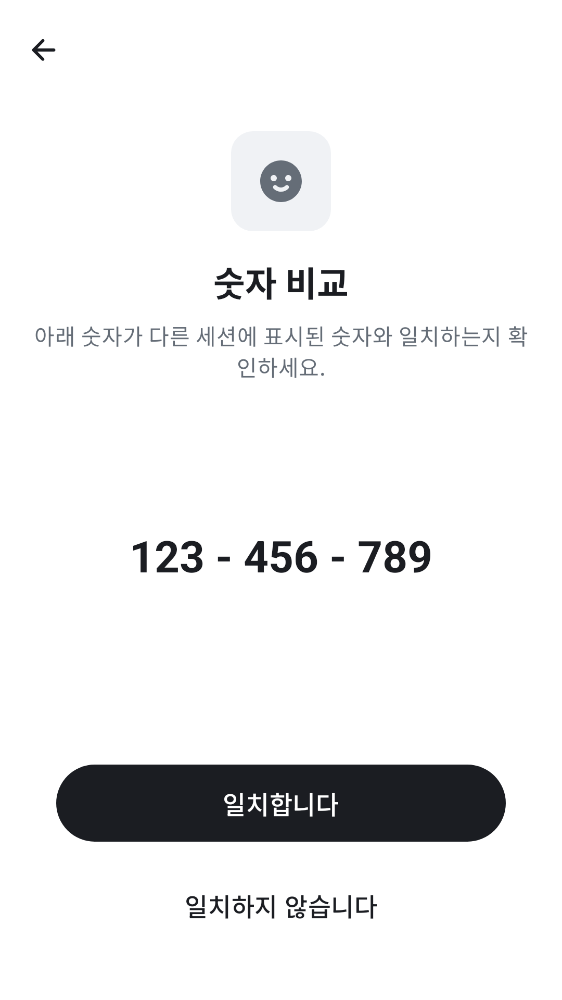 숫자 비교
아래 숫자가 다른 세션에 표시된 숫자와 일치하는지 확
인하세요.
123 - 456 - 789
일치합니다
일치하지 않습니다